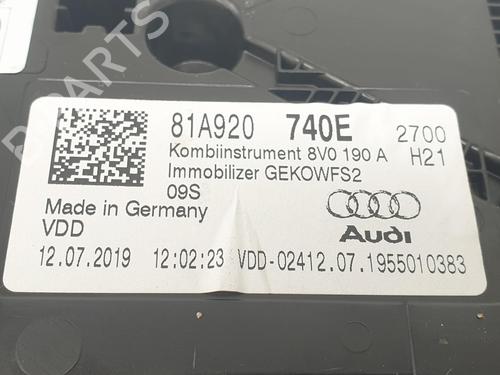 B-PARTS
81A920 740E 2700
Kombiinstrument 8V0 190 A H21
Immobilizer GEKOWFS2
09S
Made in Germany
VDD
Audi
12.07.2019 12:02:23 VDD-02412.07.1955010383